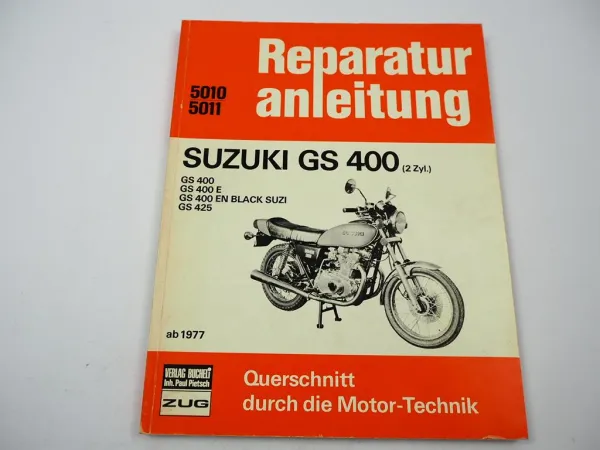 Reparatur
anleitung
5010
5011
SUZUKI GS 400 (2 Zyl.)
GS 400
GS 400 E
GS 400 EN BLACK SUZI
GS 425
SUZUKI
ab 1977
VERLAG BUCHELI
Inh. Paul Pietsch
ZUG
Querschnitt
durch die Motor-Technik